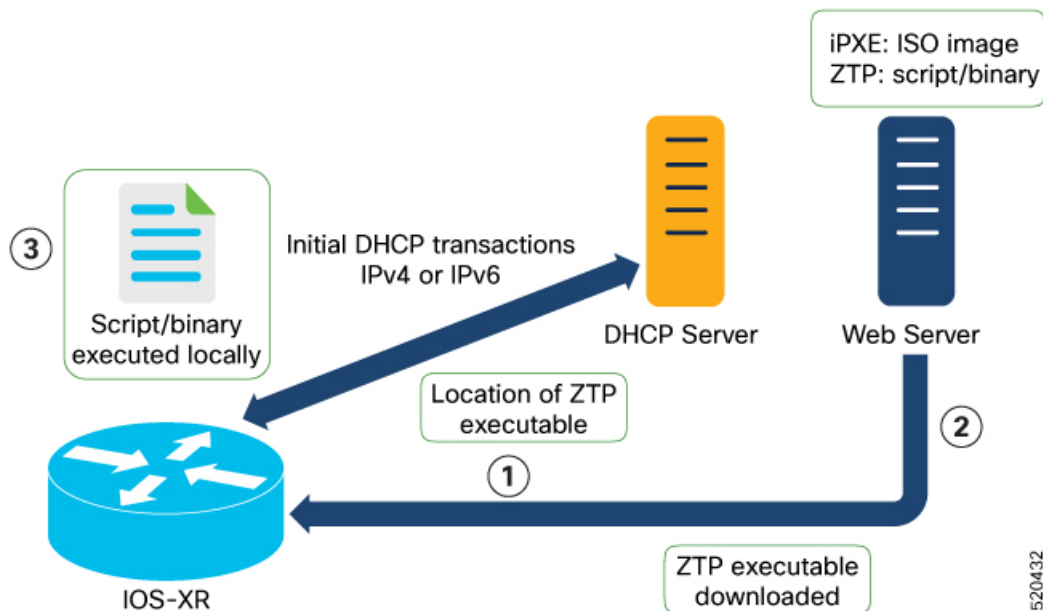 iPXE: ISO image
ZTP: script/binary
3
Script/binary
executed locally
Initial DHCP transactions
IPv4 or IPv6
DHCP Server
Web Server
Location of ZTP
executable
1
2
IOS-XR
ZTP executable
downloaded
520432